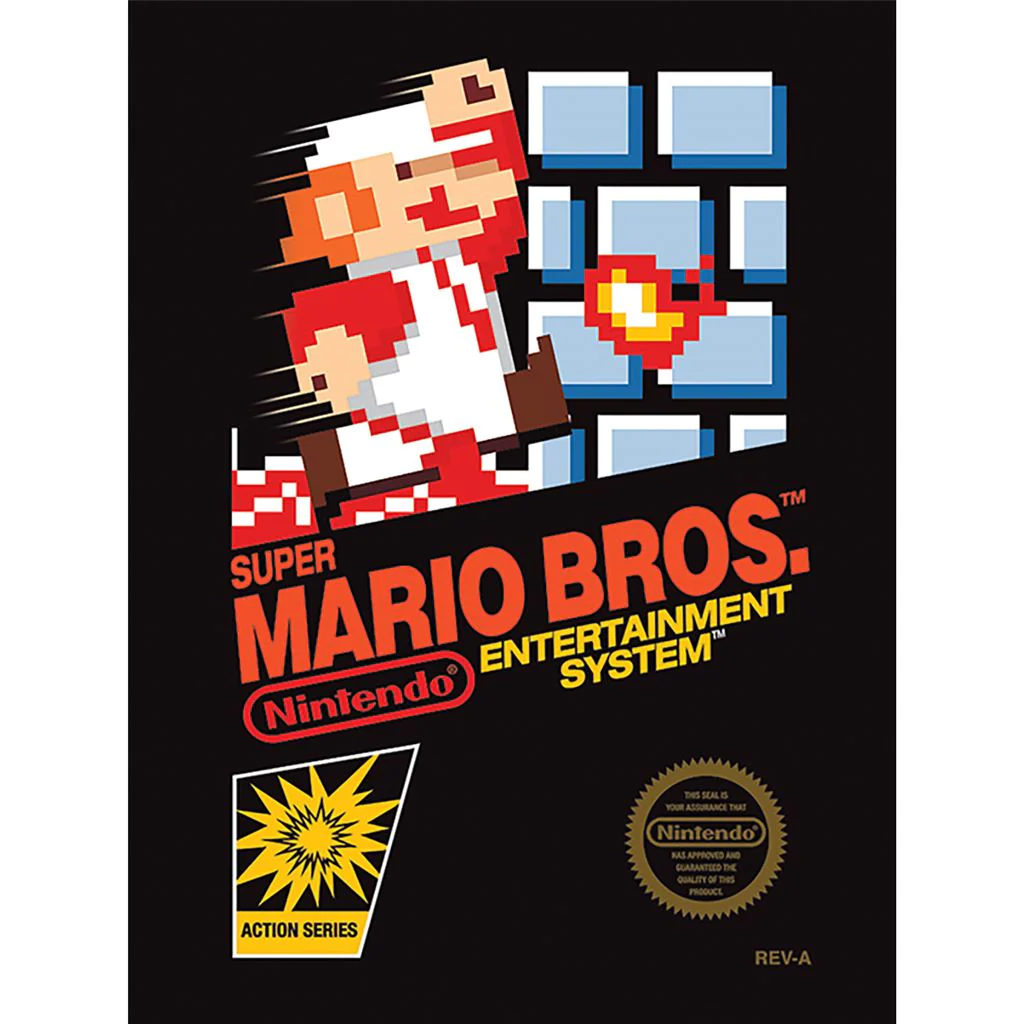 SUPER
MARIO BROS.™
ENTERTAINMENT
SYSTEM™
Nintendo®
ACTION SERIES
THIS SEAL IS
YOUR ASSURANCE THAT
Nintendo®
HAS APPROVED AND
GUARANTEED THE
QUALITY OF THIS
PRODUCT.
REV-A